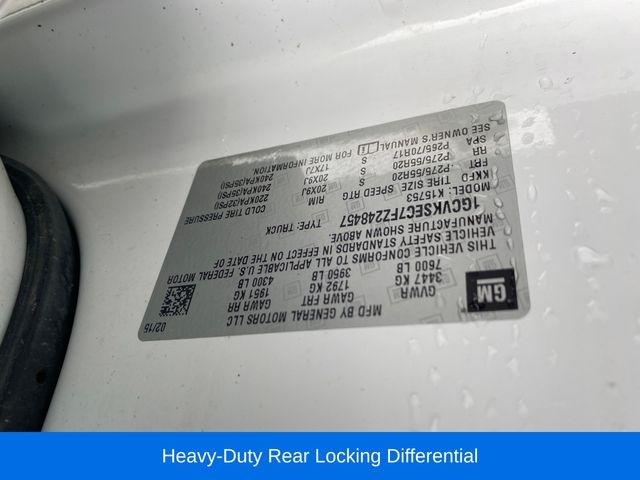 MFD BY GENERAL MOTORS LLC
02/15
GM
GVWR
3447 KG
7600 LB
GAWR FRT
1792 KG
3950 LB
GAWR RR
1951 KG
4300 LB
THIS VEHICLE CONFORMS TO ALL APPLICABLE U.S. FEDERAL MOTOR
VEHICLE SAFETY STANDARDS IN EFFECT ON THE DATE OF
MANUFACTURE SHOWN ABOVE.
1GCVKSEC7FZ248457 TYPE: TRUCK
MODEL: K15753
KNFD TIRE SIZE SPEED RTG RIM COLD TIRE PRESSURE
FRT P275/55R20 S 20X9J 220KPA(32PSI)
RR P275/55R20 S 20X9J 240KPA(35PSI)
SPA P265/70R17 S 17X7J 240KPA(35PSI)
SEE OWNER'S MANUAL FOR MORE INFORMATION
Heavy-Duty Rear Locking Differential